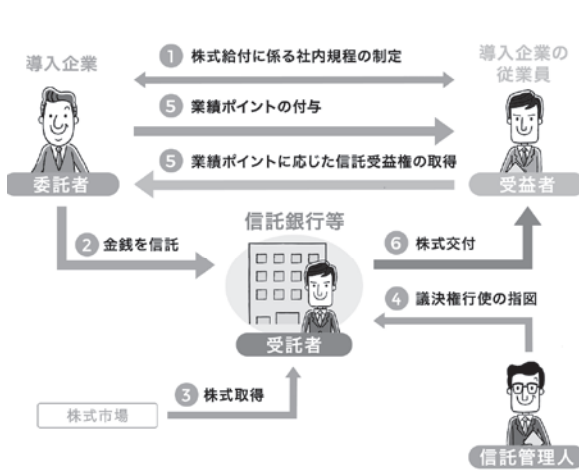 導入企業
① 株式給付に係る社内規程の制定
導入企業の
従業員
⑤ 業績ポイントの付与
⑤ 業績ポイントに応じた信託受益権の取得
委託者
受益者
信託銀行等
② 金銭を信託
⑥ 株式交付
④ 議決権行使の指図
受託者
③ 株式取得
株式市場
信託管理人